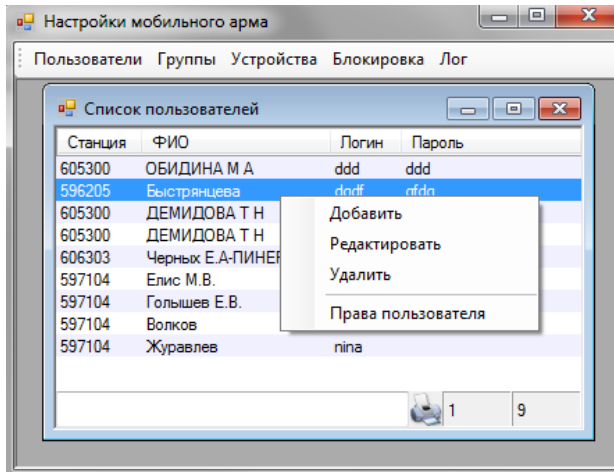 Настройки мобильного арма
Пользователи Группы Устройства Блокировка Лог
Список пользователей
Станция ФИО Логин Пароль
605300 ОБИДИНА М А ddd ddd
596205 Быстрянцева
605300 ДЕМИДОВА Т Н
605300 ДЕМИДОВА Т Н
606303 Черных Е.А-ПИНЕР
597104 Елис М.В.
597104 Голышев Е.В.
597104 Волков
597104 Журавлев nina
Добавить
Редактировать
Удалить
Права пользователя
1 9